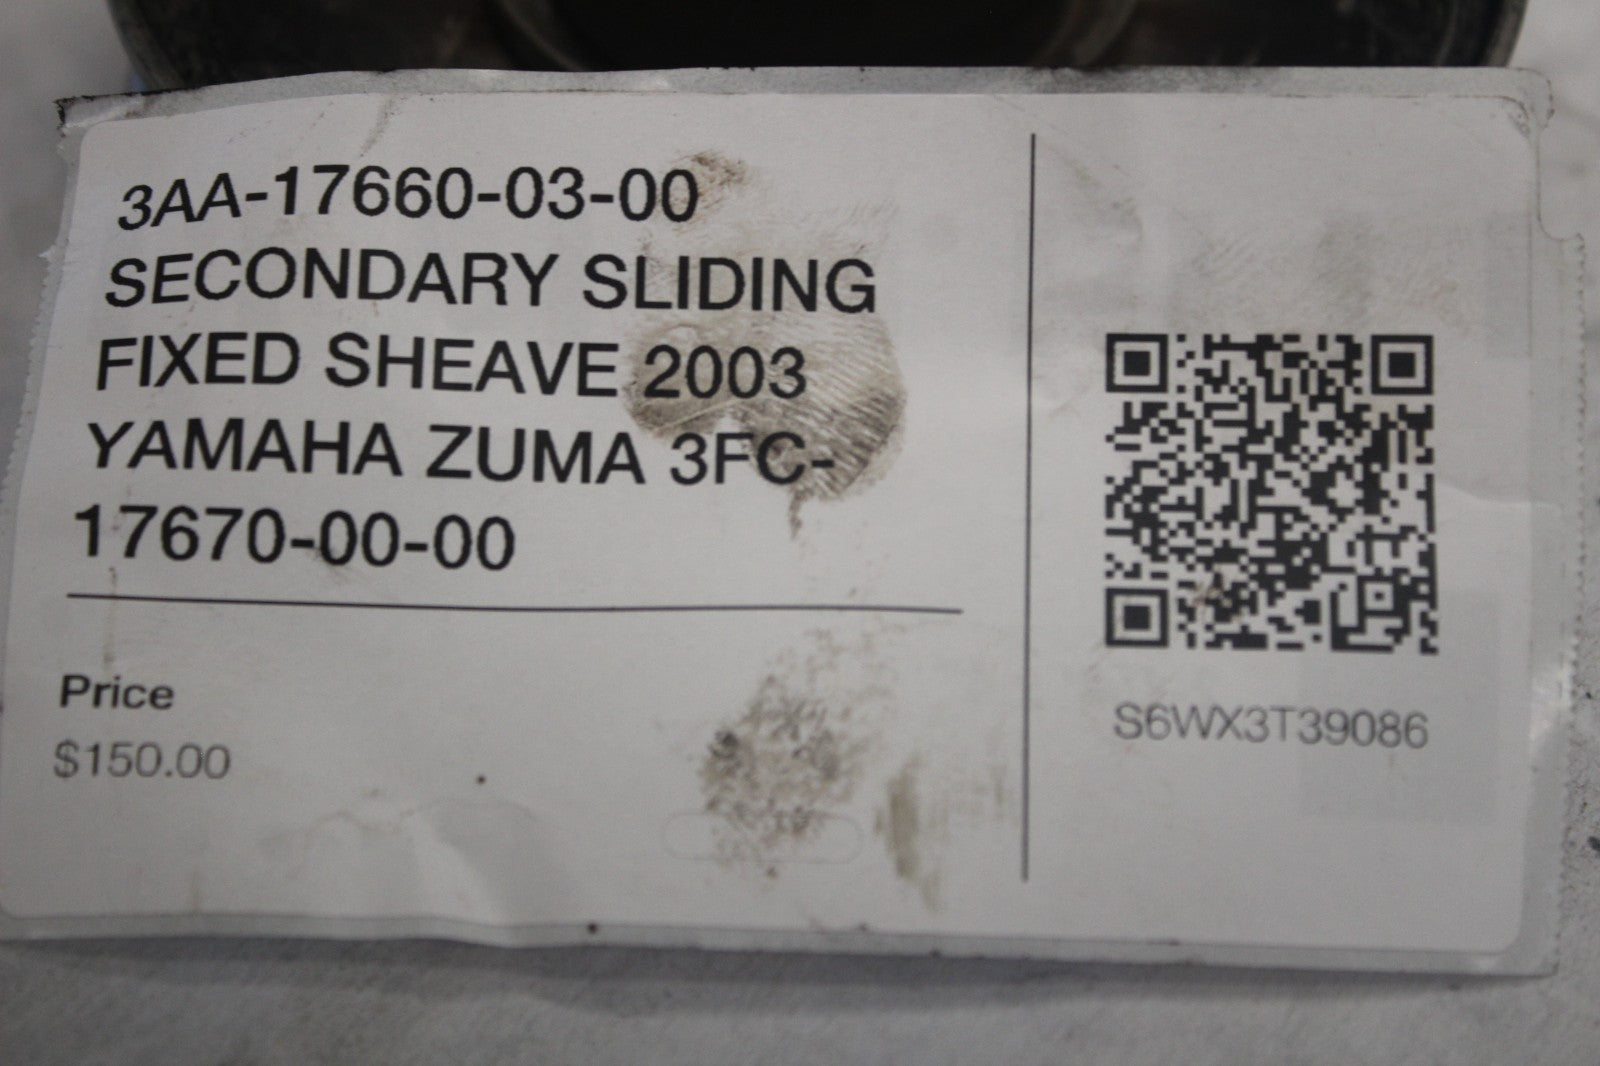 3AA-17660-03-00
SECONDARY SLIDING
FIXED SHEAVE 2003
YAMAHA ZUMA 3FC-
17670-00-00
Price
$150.00
S6WX3T39086